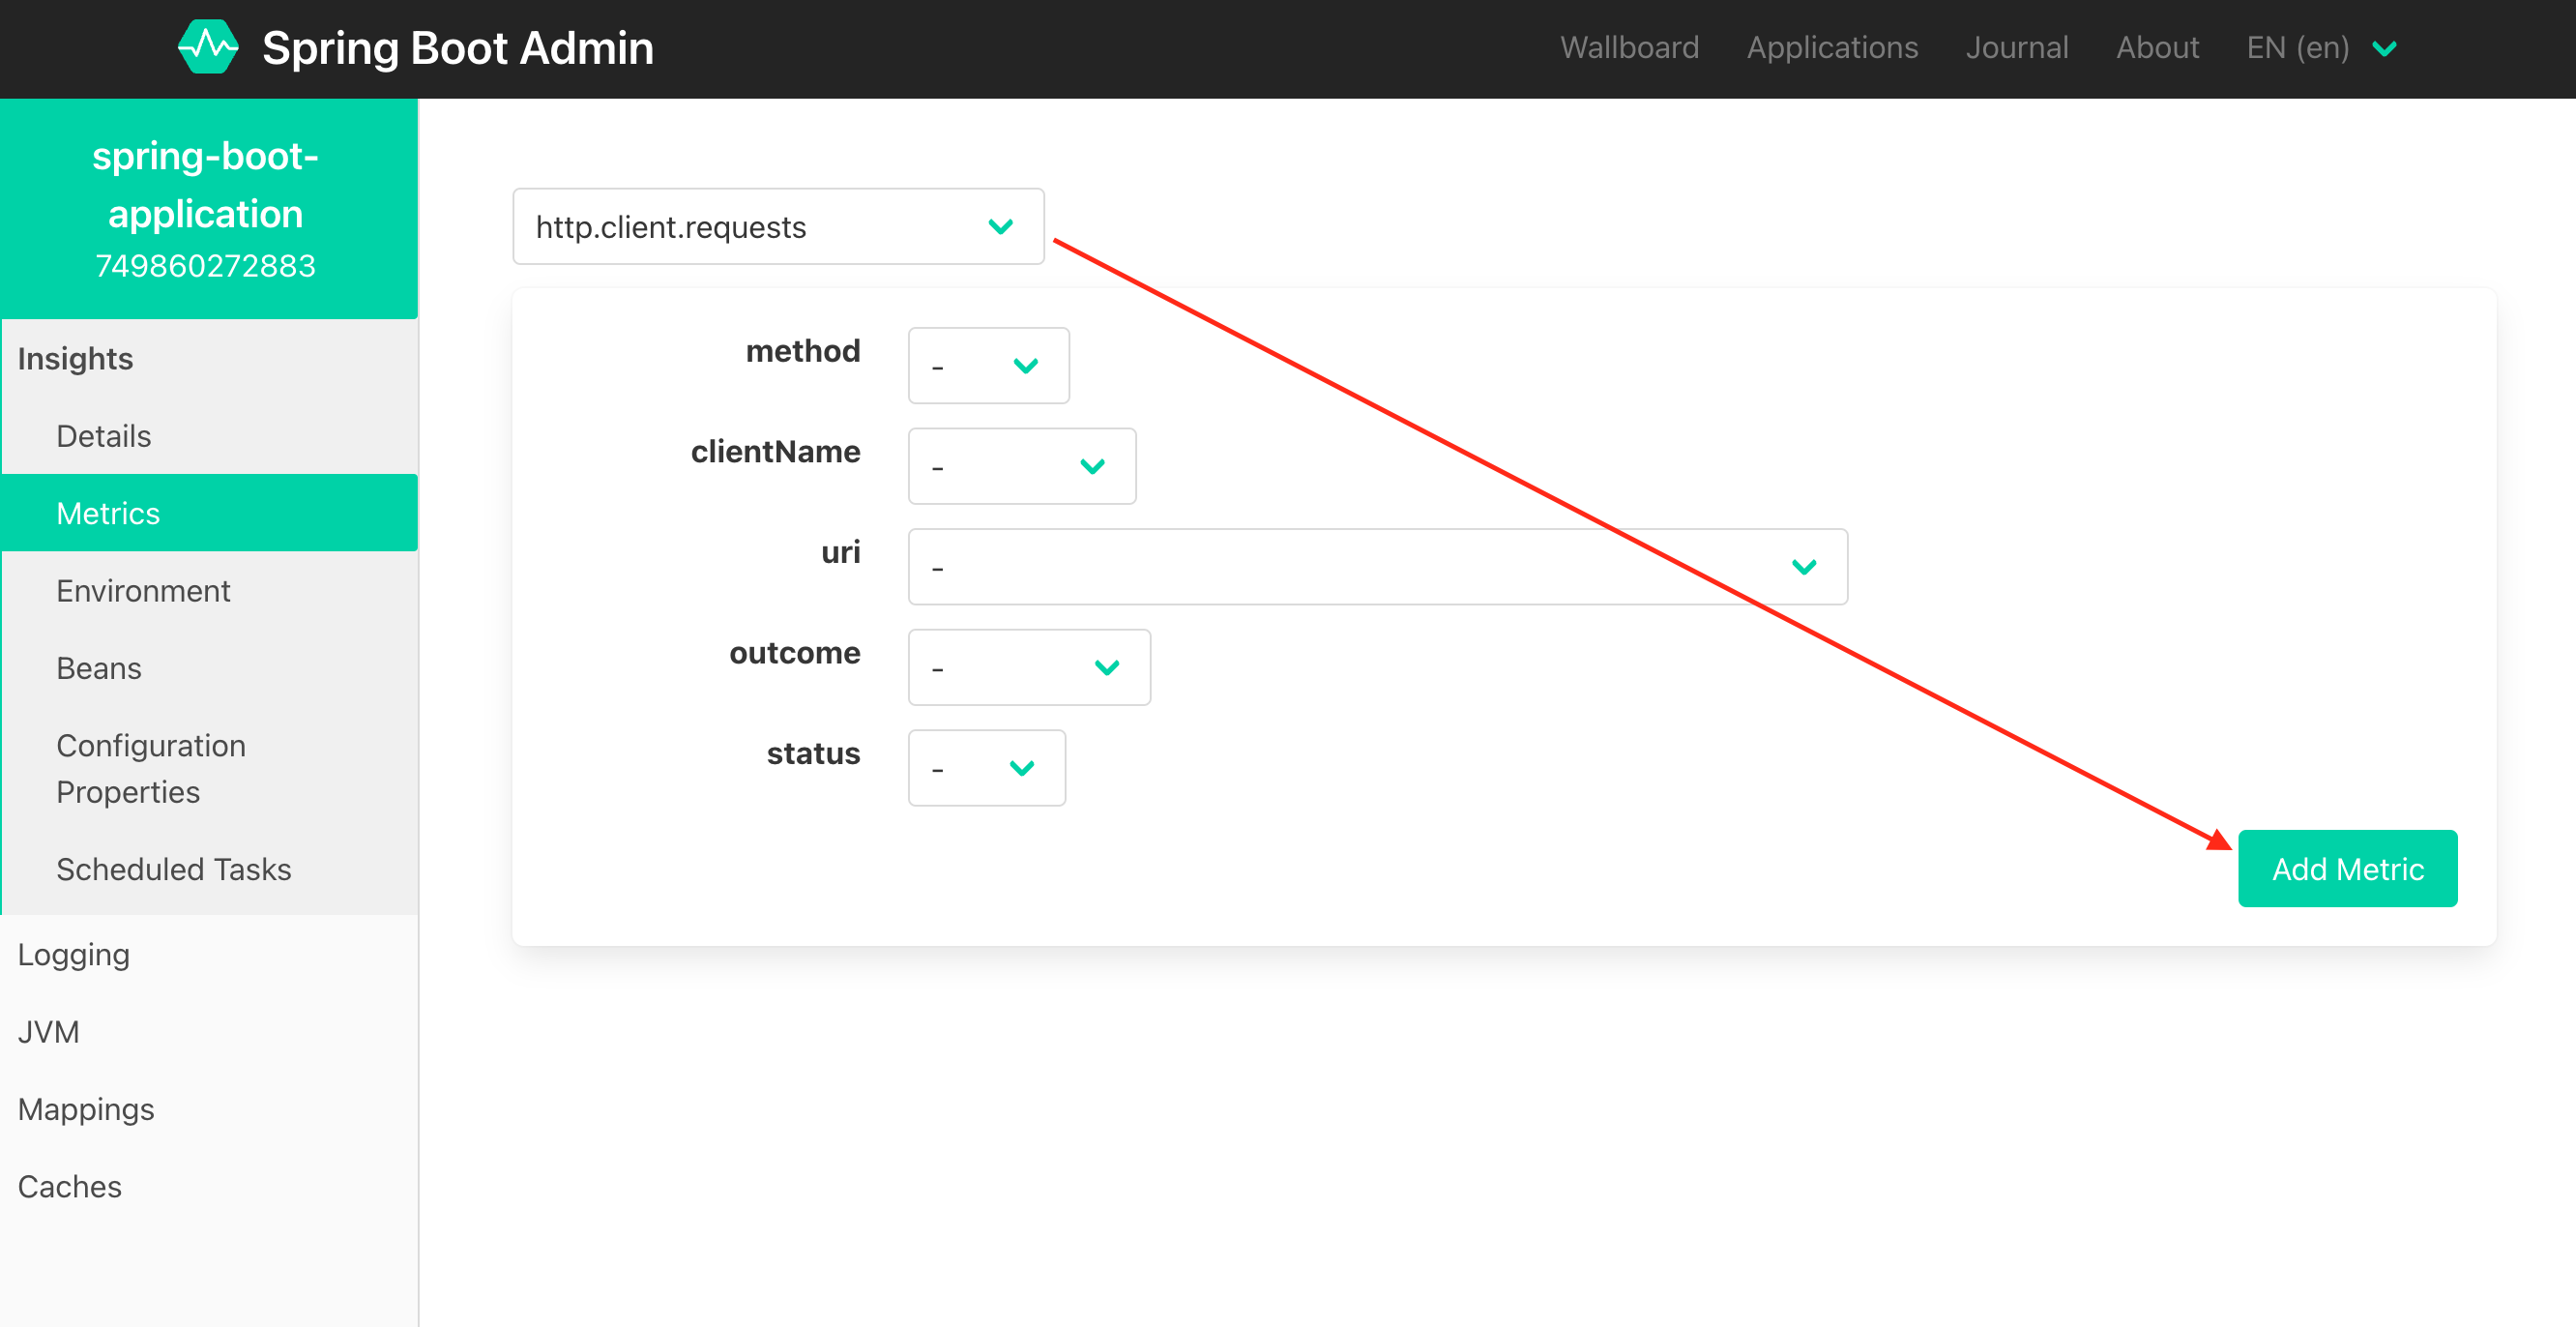 Spring Boot Admin
Wallboard Applications Journal About EN (en)
spring-boot-
application
749860272883
Insights
Details
Metrics
Environment
Beans
Configuration
Properties
Scheduled Tasks
Logging
JVM
Mappings
Caches
http.client.requests
method -
clientName -
uri -
outcome -
status -
Add Metric